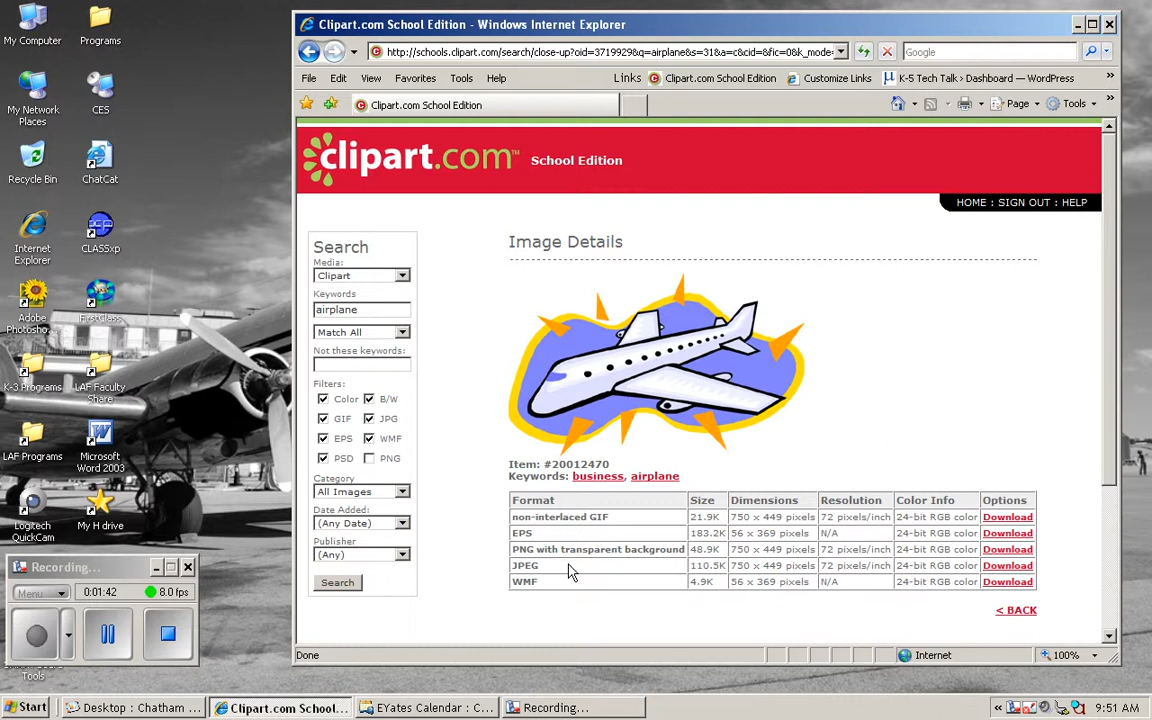 My Computer
Programs
My Network Places
CES
Recycle Bin
ChatCat
Internet Explorer
CLASSxp
Adobe Photosho...
FirstClass
K-3 Programs
LAF Faculty Share
LAF Programs
Microsoft Word 2003
Logitech QuickCam
My H drive
Tools
Recording...
Menu
0:01:42
8.0 fps
Clipart.com School Edition - Windows Internet Explorer
http://schools.clipart.com/search/close-up?oid=3719929&q=airplane&s=31&a=c&cid=&fic=0&k_mode=
Google
File Edit View Favorites Tools Help
Links Clipart.com School Edition Customize Links K-5 Tech Talk › Dashboard — WordPress
Clipart.com School Edition
Page Tools
clipart.com™ School Edition
HOME : SIGN OUT : HELP
Search
Media:
Clipart
Keywords
airplane
Match All
Not these keywords:
Filters:
Color B/W
GIF JPG
EPS WMF
PSD PNG
Category
All Images
Date Added:
(Any Date)
Publisher
(Any)
Search
Image Details
Item: #20012470
Keywords: business, airplane
Format Size Dimensions Resolution Color Info Options
non-interlaced GIF 21.9K 750 x 449 pixels 72 pixels/inch 24-bit RGB color Download
EPS 183.2K 56 x 369 pixels N/A 24-bit RGB color Download
PNG with transparent background 48.9K 750 x 449 pixels 72 pixels/inch 24-bit RGB color Download
JPEG 110.5K 750 x 449 pixels 72 pixels/inch 24-bit RGB color Download
WMF 4.9K 56 x 369 pixels N/A 24-bit RGB color Download
< BACK
Done Internet 100%
Start Desktop : Chatham ... Clipart.com School... EYates Calendar : C... Recording... 9:51 AM